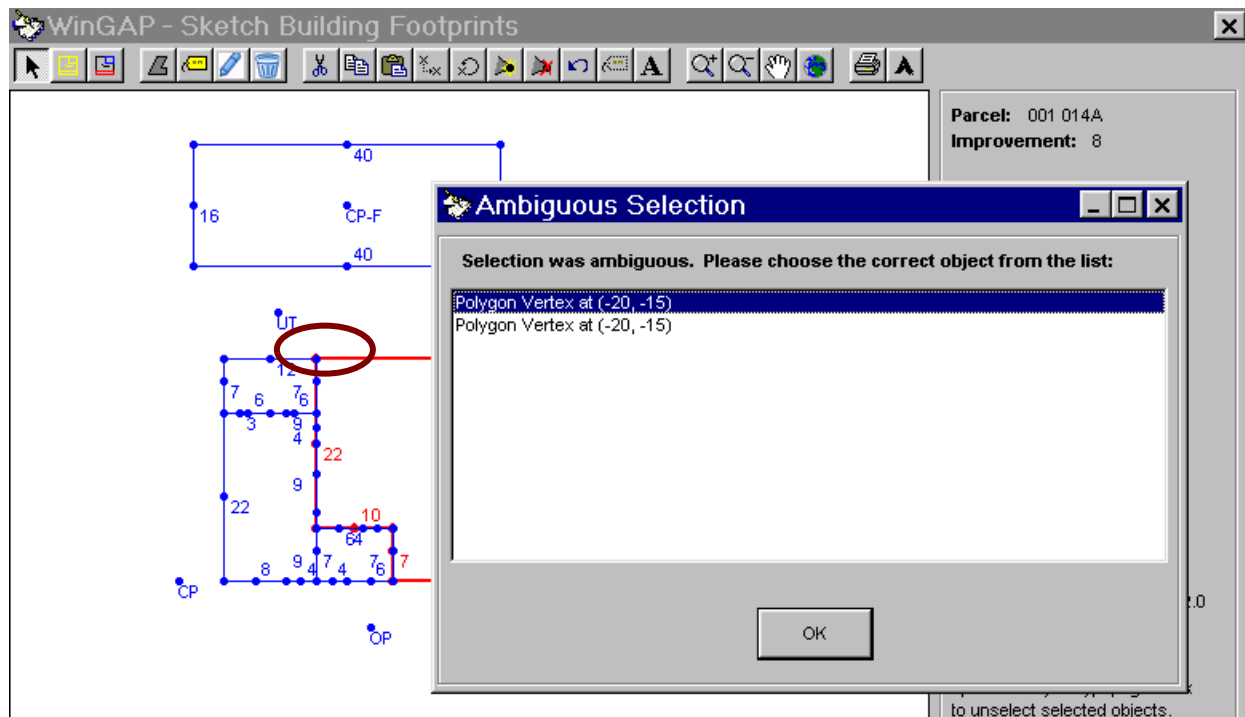 WinGAP - Sketch Building Footprints
Parcel: 001 014A
Improvement: 8
40
16
CP-F
40
Ambiguous Selection
Selection was ambiguous. Please choose the correct object from the list:
Polygon Vertex at (-20, -15)
Polygon Vertex at (-20, -15)
OK
UT
12
7
6
7
6
3
9
4
22
9
22
10
64
8
9
4
7
4
7
6
7
CP
OP
2.0
to unselect selected objects.